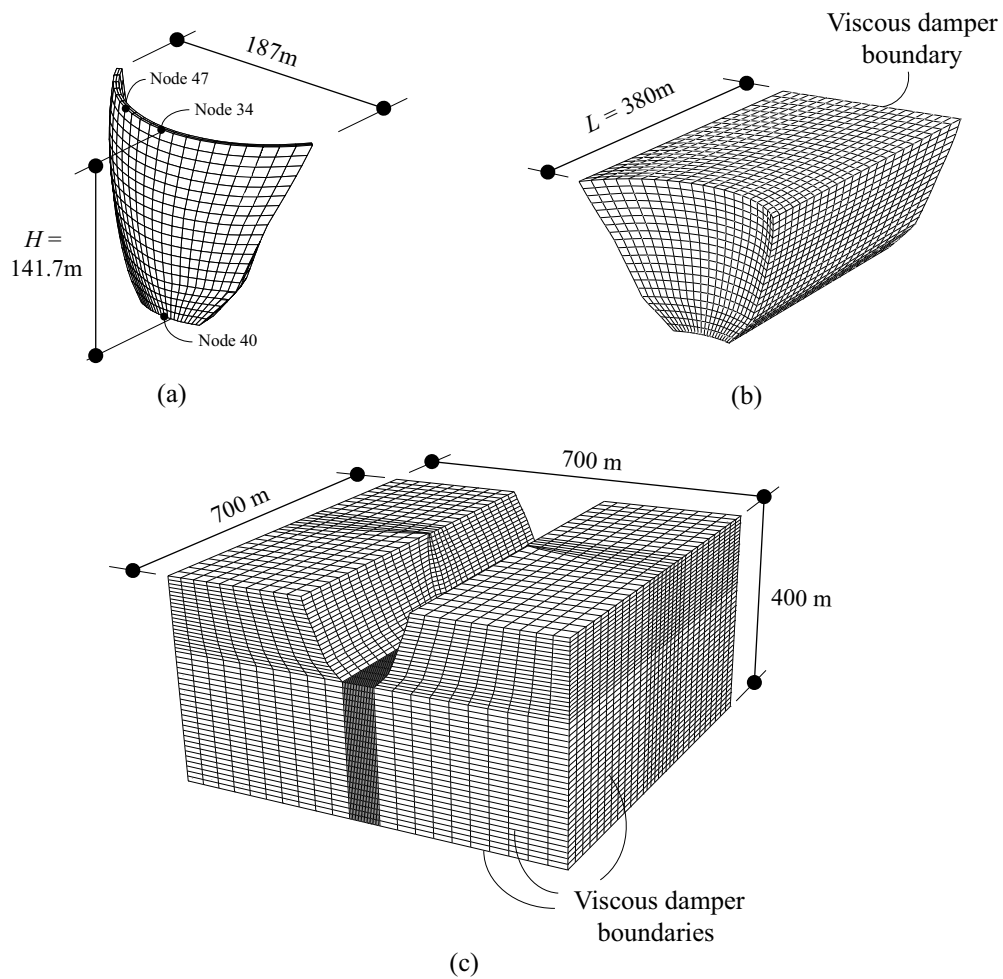 187m
Node 47
Node 34
H =
141.7m
Node 40
(a)
Viscous damper
boundary
L = 380m
(b)
700 m
700 m
400 m
Viscous damper
boundaries
(c)